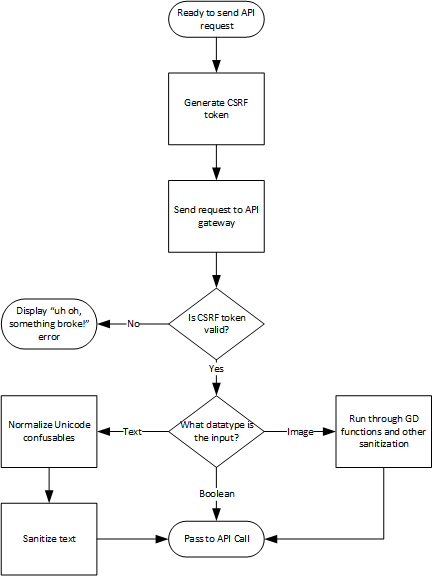 Ready to send API
request
Generate CSRF
token
Send request to API
gateway
Is CSRF token
valid?
No
Display “uh oh,
something broke!”
error
Yes
What datatype is
the input?
Text
Normalize Unicode
confusables
Image
Run through GD
functions and other
sanitization
Boolean
Sanitize text
Pass to API Call